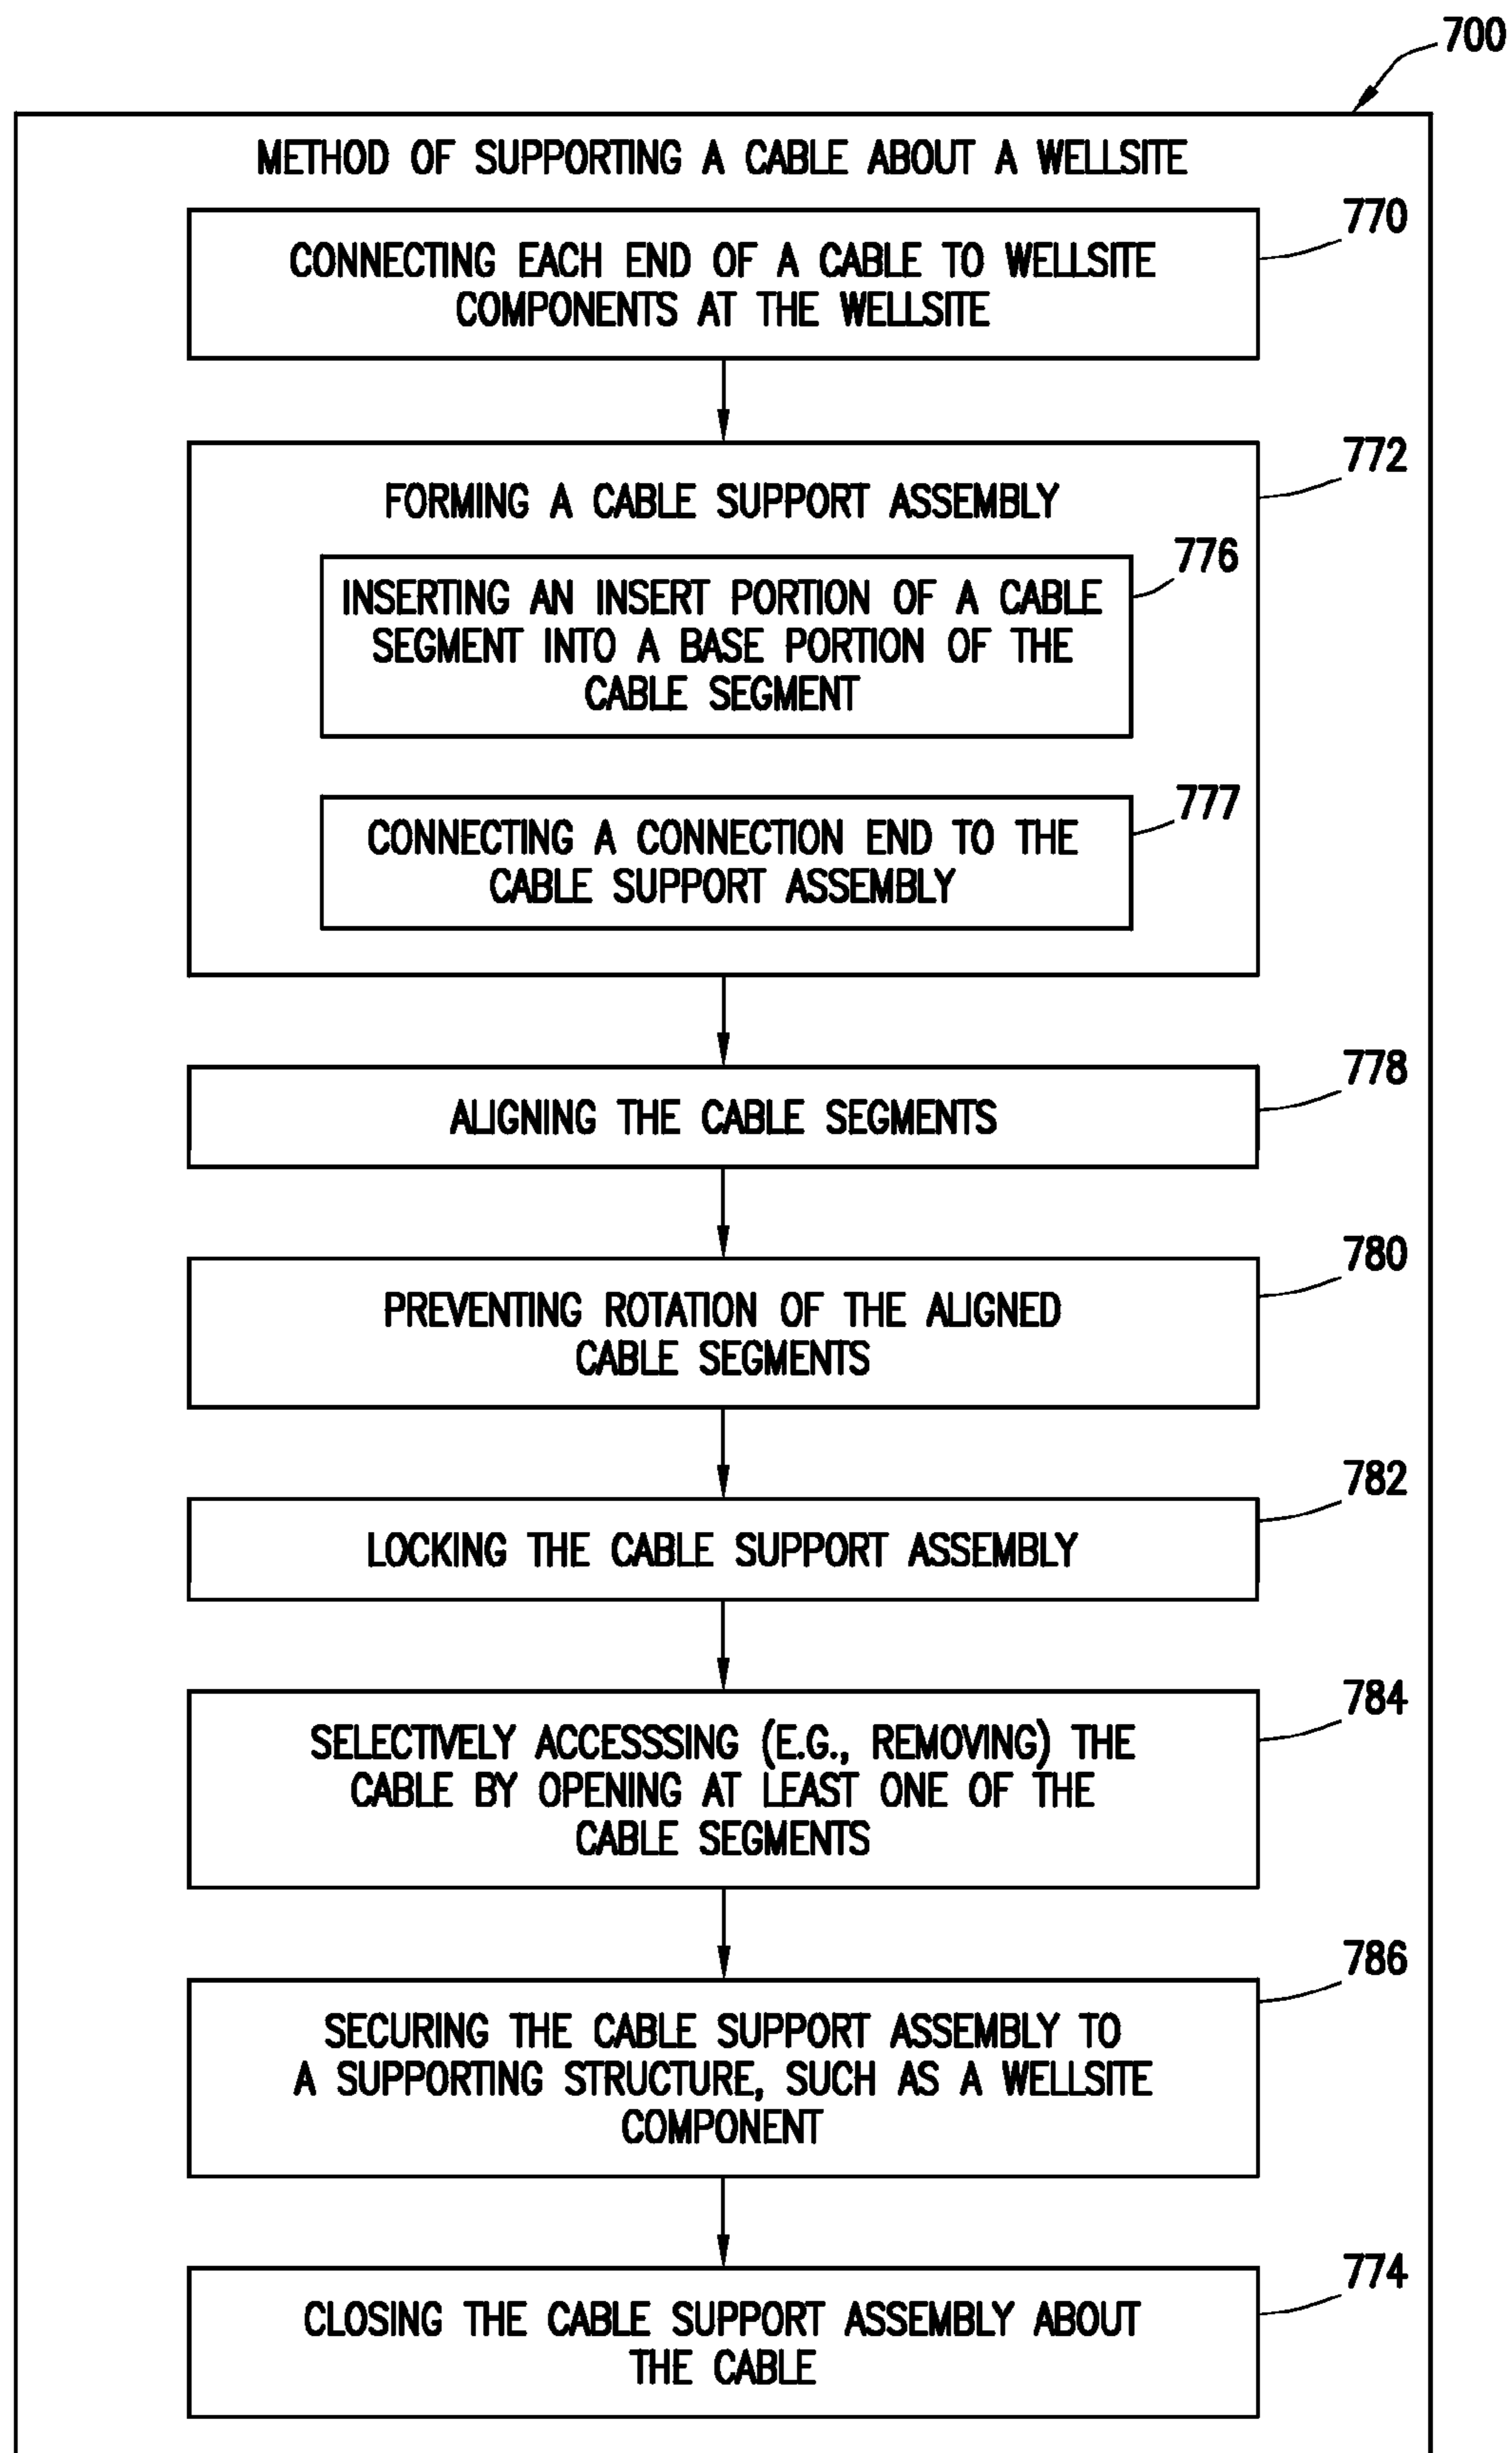 700
METHOD OF SUPPORTING A CABLE ABOUT A WELLSITE
770
CONNECTING EACH END OF A CABLE TO WELLSITE
COMPONENTS AT THE WELLSITE
772
FORMING A CABLE SUPPORT ASSEMBLY
776
INSERTING AN INSERT PORTION OF A CABLE
SEGMENT INTO A BASE PORTION OF THE
CABLE SEGMENT
777
CONNECTING A CONNECTION END TO THE
CABLE SUPPORT ASSEMBLY
778
ALIGNING THE CABLE SEGMENTS
780
PREVENTING ROTATION OF THE ALIGNED
CABLE SEGMENTS
782
LOCKING THE CABLE SUPPORT ASSEMBLY
784
SELECTIVELY ACCESSSING (E.G., REMOVING) THE
CABLE BY OPENING AT LEAST ONE OF THE
CABLE SEGMENTS
786
SECURING THE CABLE SUPPORT ASSEMBLY TO
A SUPPORTING STRUCTURE, SUCH AS A WELLSITE
COMPONENT
774
CLOSING THE CABLE SUPPORT ASSEMBLY ABOUT
THE CABLE